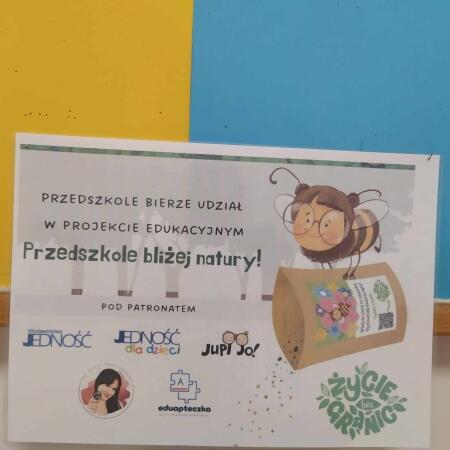 PRZEDSZKOLE BIERZE UDZIAŁ
W PROJEKCIE EDUKACYJNYM
Przedszkole bliżej natury!
POD PATRONATEM
Wydawnictwo
JEDNOŚĆ
JEDNOŚĆ
dla dzieci
JUPI JO!
A
eduapteczka
ŻYCIE
bez
GRANIC